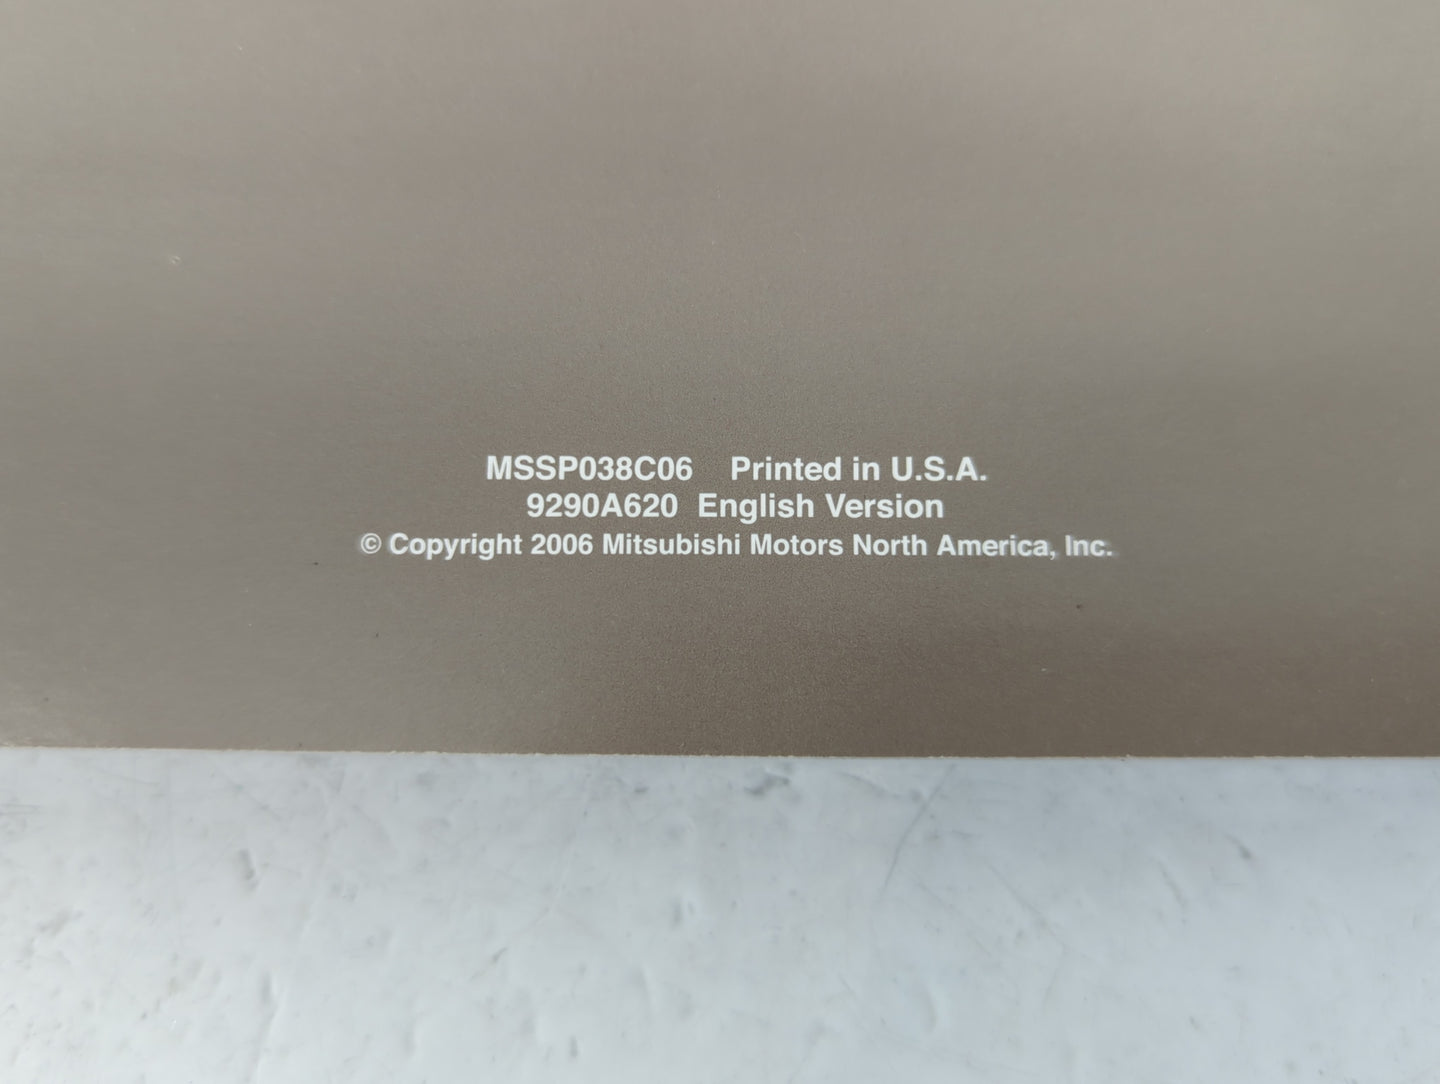 MSSP038C06 Printed in U.S.A.
9290A620 English Version
© Copyright 2006 Mitsubishi Motors North America, Inc.